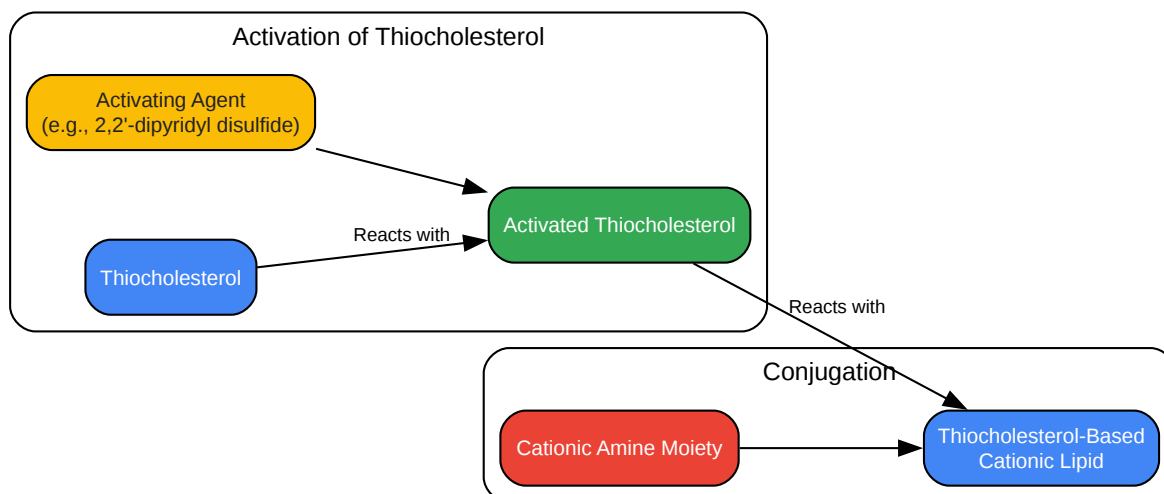 Activation of Thiocholesterol
Activating Agent
(e.g., 2,2'-dipyridyl disulfide)
Activated Thiocholesterol
Reacts with
Thiocholesterol
Reacts with
Conjugation
Cationic Amine Moiety
Thiocholesterol-Based
Cationic Lipid